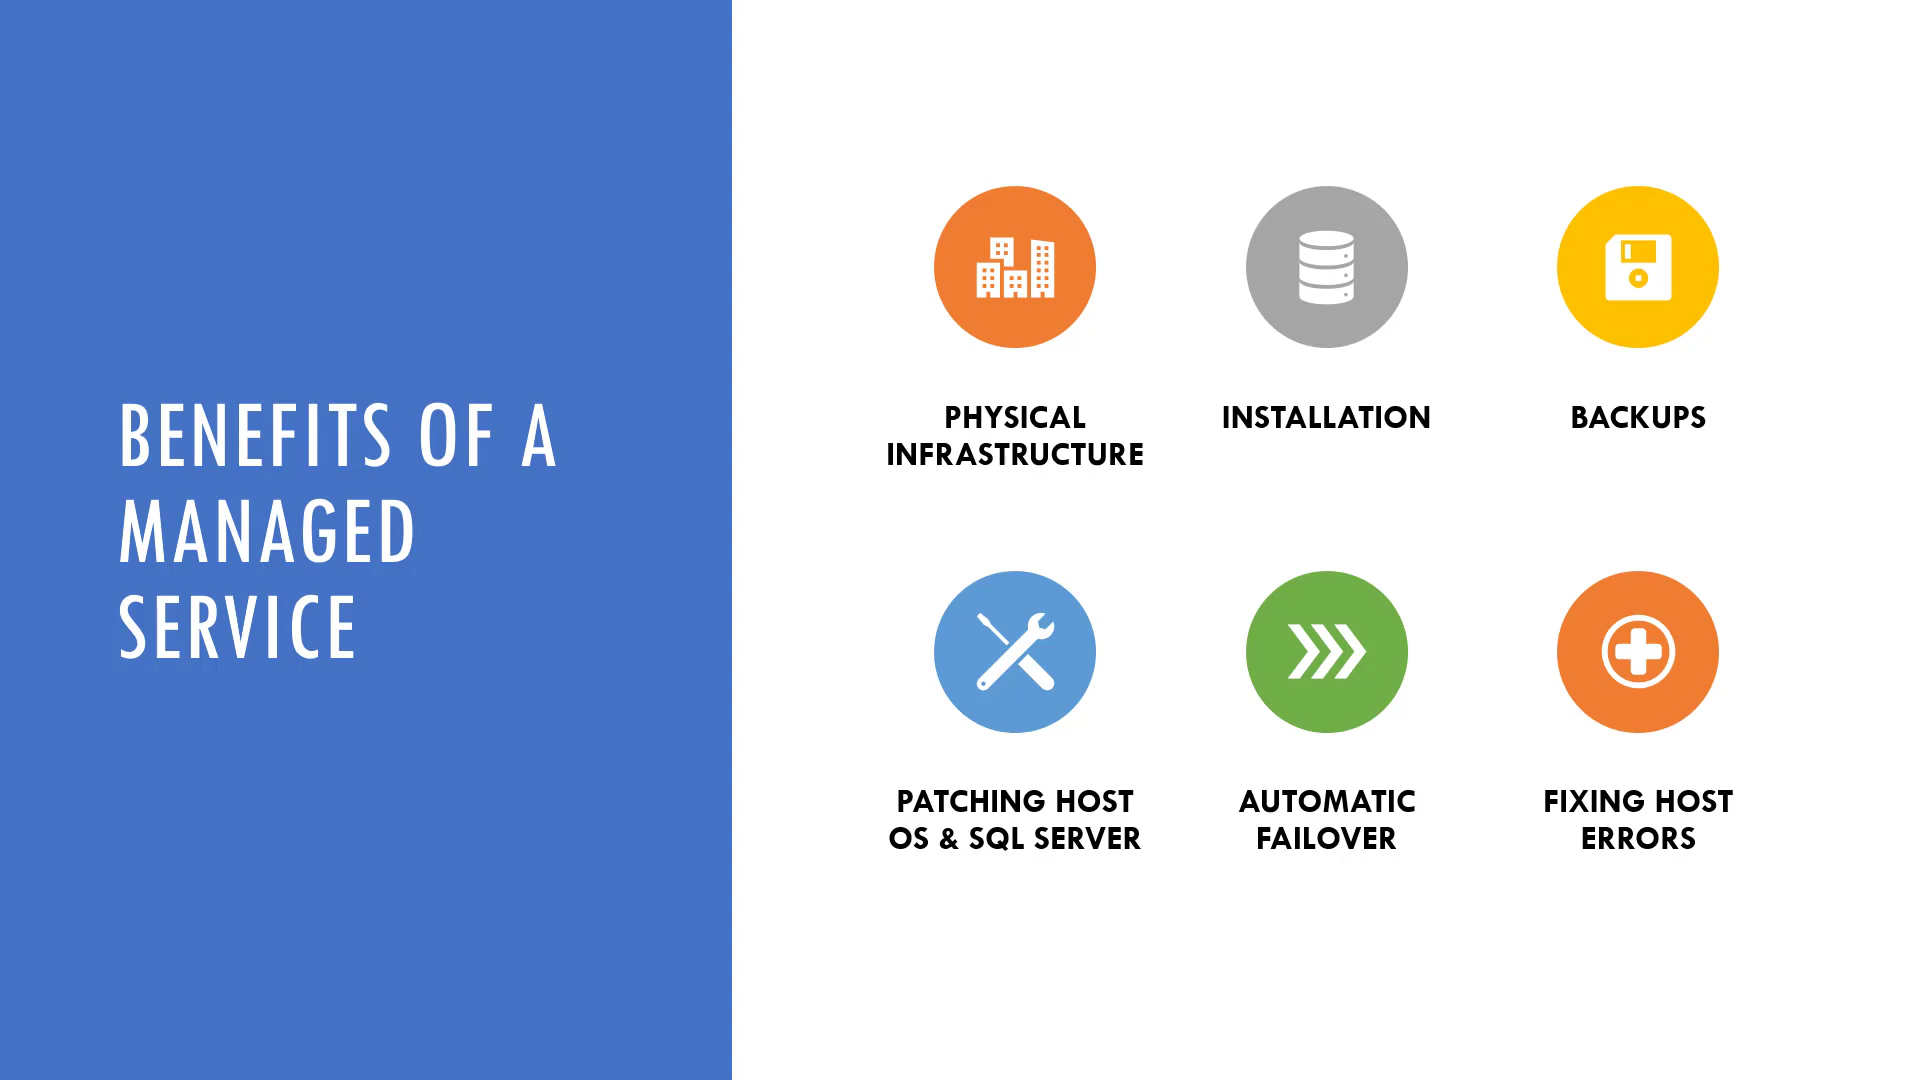 BENEFITS OF A
MANAGED
SERVICE
PHYSICAL
INFRASTRUCTURE
INSTALLATION
BACKUPS
PATCHING HOST
OS & SQL SERVER
AUTOMATIC
FAILOVER
FIXING HOST
ERRORS